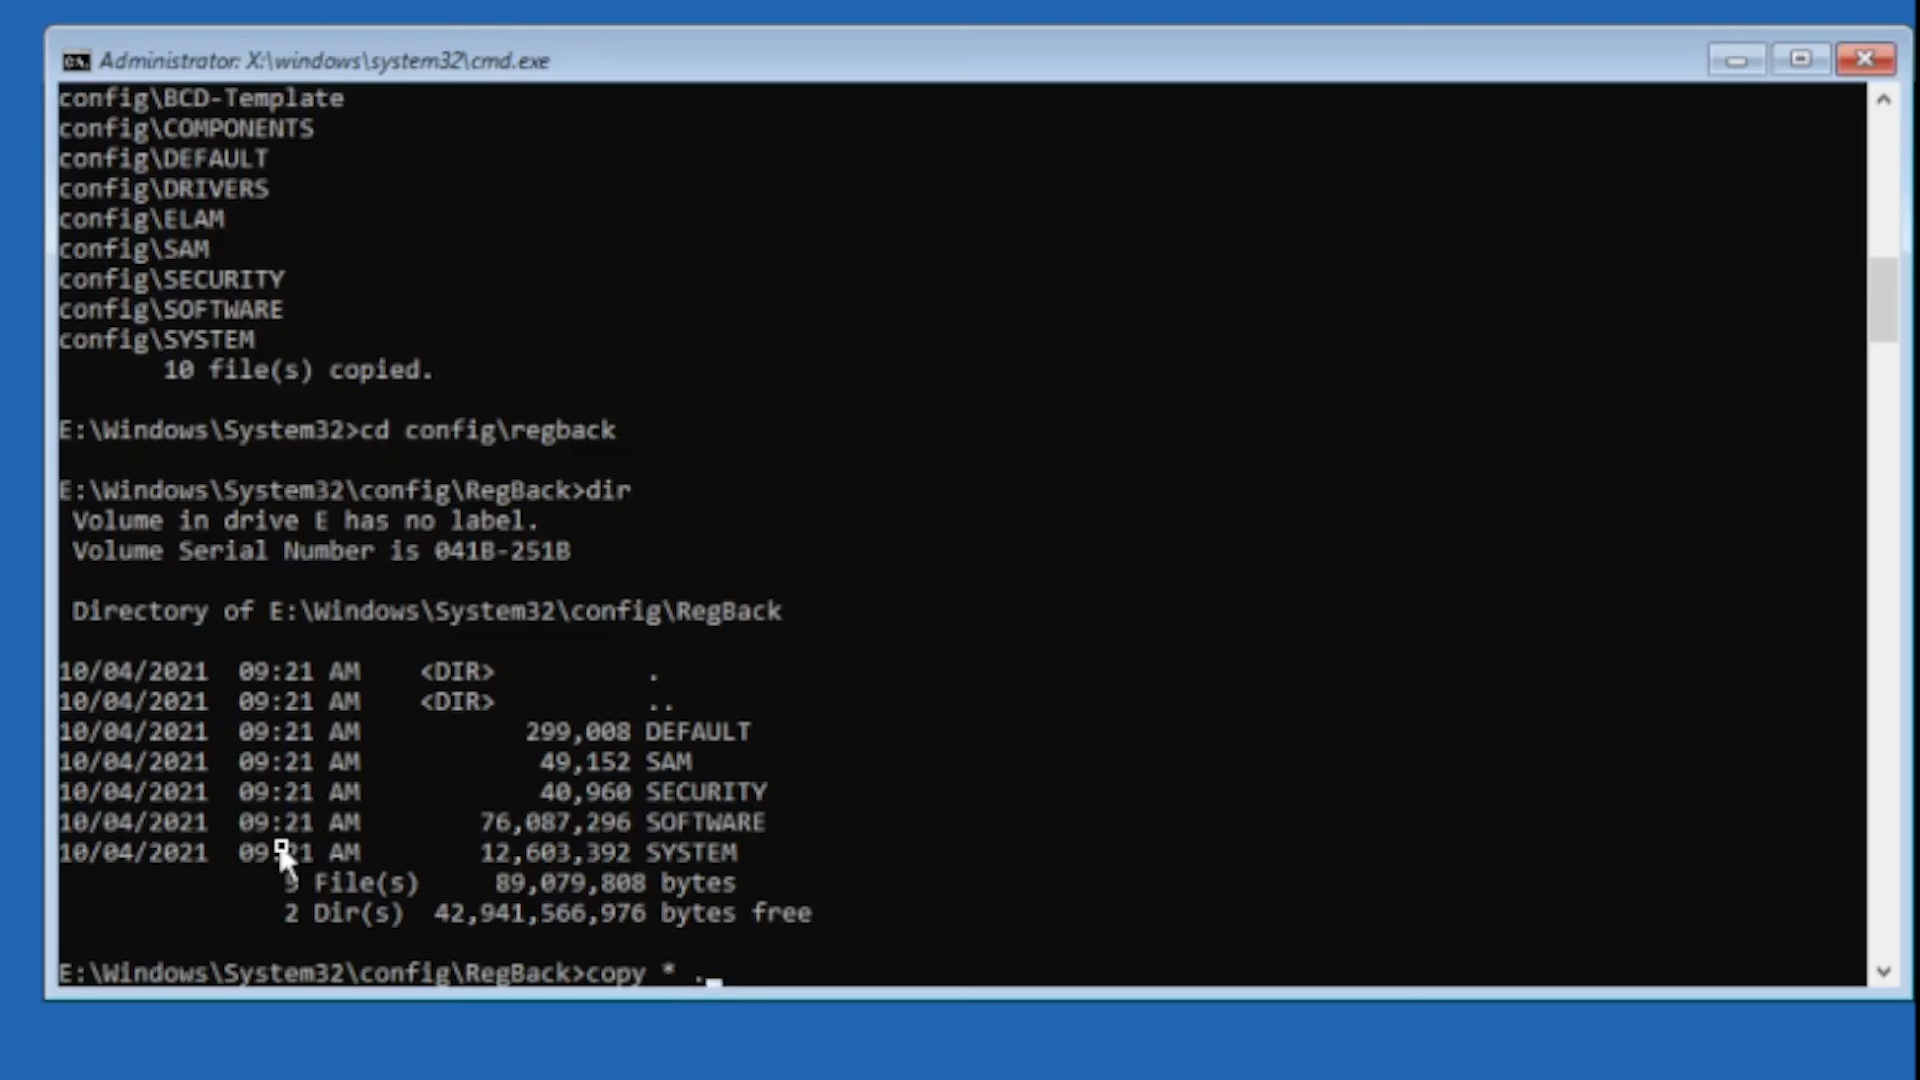 Administrator: X:\windows\system32\cmd.exe
config\BCD-Template
config\COMPONENTS
config\DEFAULT
config\DRIVERS
config\ELAM
config\SAM
config\SECURITY
config\SOFTWARE
config\SYSTEM
10 file(s) copied.
E:\Windows\System32>cd config\regback
E:\Windows\System32\config\RegBack>dir
Volume in drive E has no label.
Volume Serial Number is 041B-251B
Directory of E:\Windows\System32\config\RegBack
10/04/2021 09:21 AM <DIR> .
10/04/2021 09:21 AM <DIR> ..
10/04/2021 09:21 AM 299,008 DEFAULT
10/04/2021 09:21 AM 49,152 SAM
10/04/2021 09:21 AM 40,960 SECURITY
10/04/2021 09:21 AM 76,087,296 SOFTWARE
10/04/2021 09:21 AM 12,603,392 SYSTEM
File(s) 89,079,808 bytes
2 Dir(s) 42,941,566,976 bytes free
E:\Windows\System32\config\RegBack>copy * .